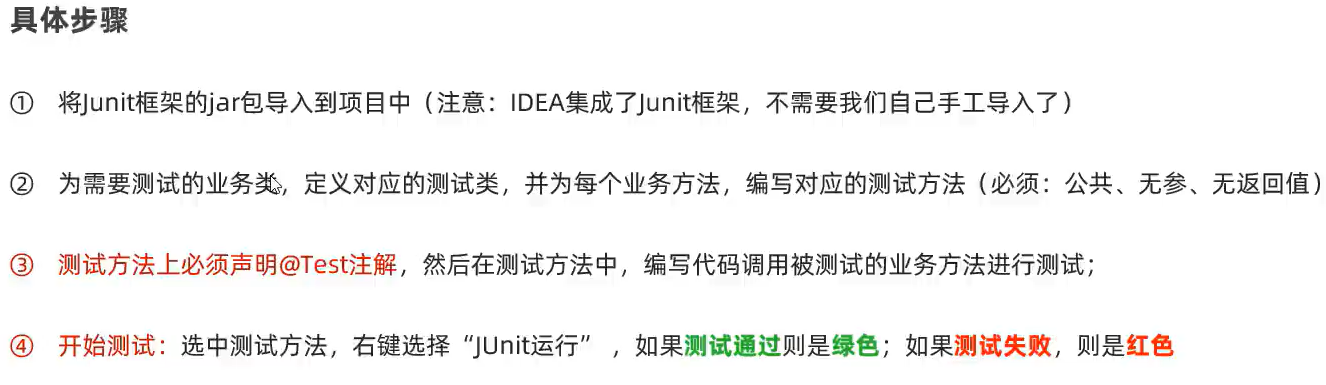 具体步骤
① 将Junit框架的jar包导入到项目中（注意：IDEA集成了Junit框架，不需要我们自己手工导入了）
② 为需要测试的业务类，定义对应的测试类，并为每个业务方法，编写对应的测试方法（必须：公共、无参、无返回值）
③ 测试方法上必须声明@Test注解，然后在测试方法中，编写代码调用被测试的业务方法进行测试；
④ 开始测试：选中测试方法，右键选择“JUnit运行” ，如果测试通过则是绿色；如果测试失败，则是红色